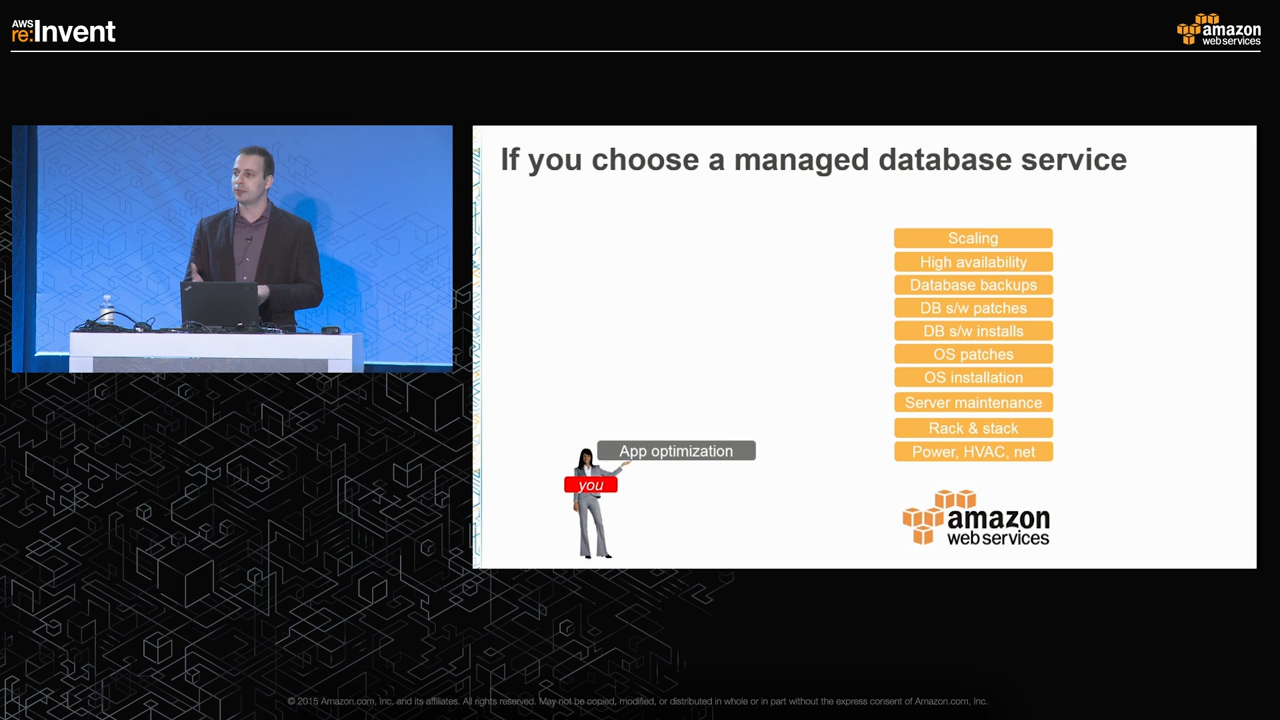 AWS
re:Invent
amazon
web services
If you choose a managed database service
Scaling
High availability
Database backups
DB s/w patches
DB s/w installs
OS patches
OS installation
Server maintenance
Rack & stack
Power, HVAC, net
App optimization
you
amazon
web services
© 2015 Amazon.com, Inc. and its affiliates. All rights reserved. May not be copied, modified, or distributed in whole or in part without the express consent of Amazon.com, Inc.